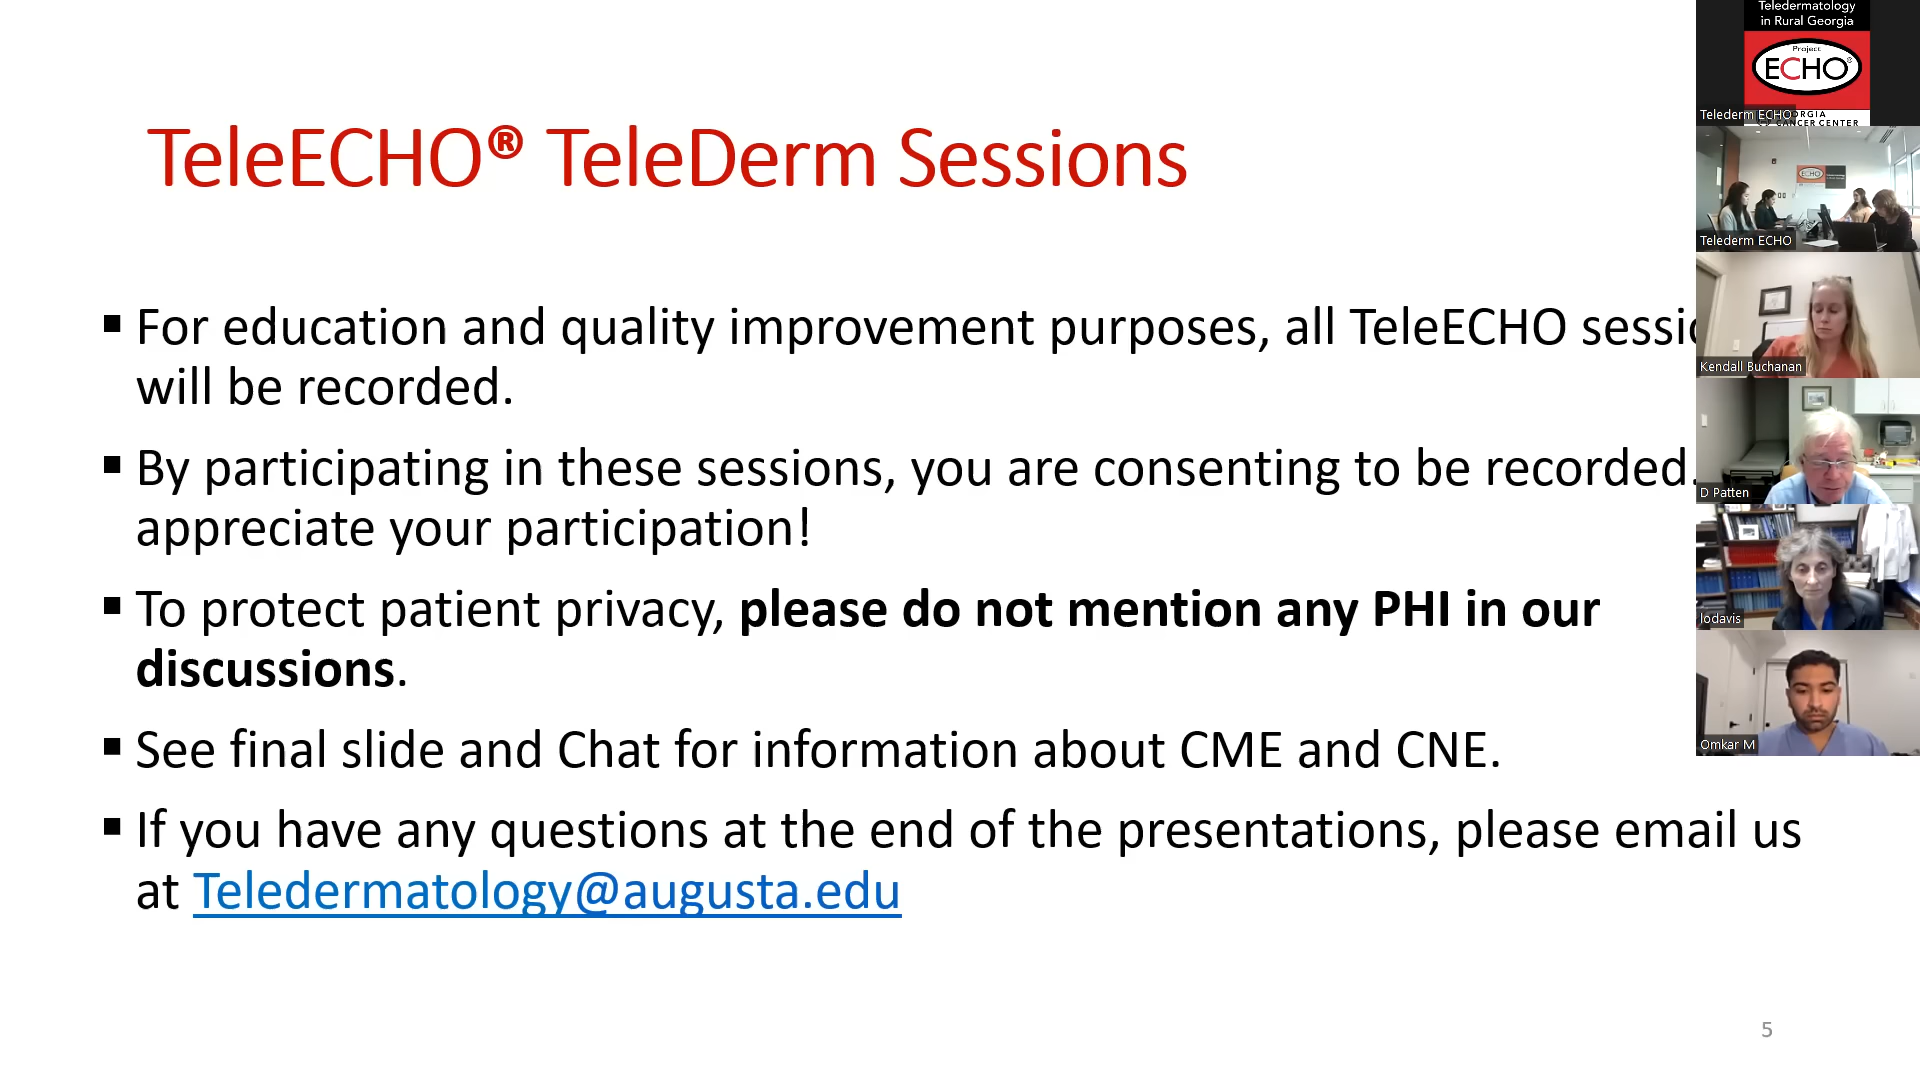 TeleECHO® TeleDerm Sessions
▪ For education and quality improvement purposes, all TeleECHO
will be recorded.
▪ By participating in these sessions, you are consenting to be recorded.
appreciate your participation!
▪ To protect patient privacy, please do not mention any PHI in our
discussions.
▪ See final slide and Chat for information about CME and CNE.
▪ If you have any questions at the end of the presentations, please email us
at Teledermatology@augusta.edu
5
Teledermatology
in Rural Georgia
Project
ECHO®
CANCER CENTER
Telederm ECHO
ECHO
Telederm ECHO
Kendall Buchanan
D Patten
lodavis
Omkar M